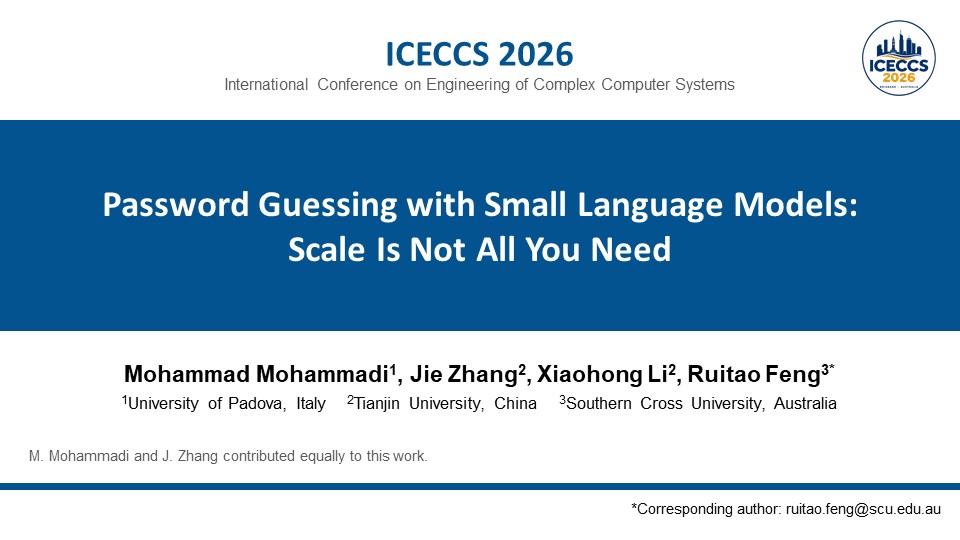 ICECCS 2026
International Conference on Engineering of Complex Computer Systems
ICECCS
2026
BRISBANE · AUSTRALIA
Password Guessing with Small Language Models:
Scale Is Not All You Need
Mohammad Mohammadi¹, Jie Zhang², Xiaohong Li², Ruitao Feng³*
¹University of Padova, Italy ²Tianjin University, China ³Southern Cross University, Australia
M. Mohammadi and J. Zhang contributed equally to this work.
*Corresponding author: ruitao.feng@scu.edu.au